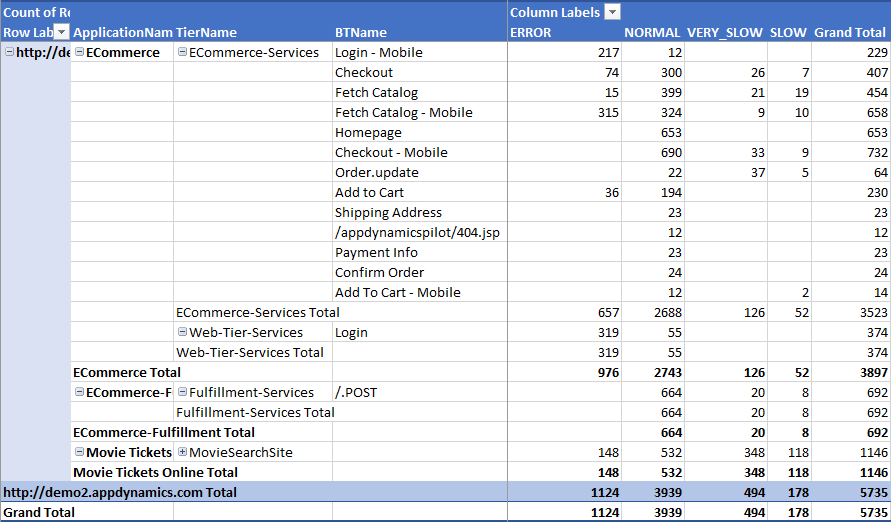 Count of Ro Column Labels
Row Lab ApplicationNam TierName BTName ERROR NORMAL VERY_SLOW SLOW Grand Total
http://de ECommerce ECommerce-Services Login - Mobile 217 12 229
Checkout 74 300 26 7 407
Fetch Catalog 15 399 21 19 454
Fetch Catalog - Mobile 315 324 9 10 658
Homepage 653 653
Checkout - Mobile 690 33 9 732
Order.update 22 37 5 64
Add to Cart 36 194 230
Shipping Address 23 23
/appdynamicspilot/404.jsp 12 12
Payment Info 23 23
Confirm Order 24 24
Add To Cart - Mobile 12 2 14
ECommerce-Services Total 657 2688 126 52 3523
Web-Tier-Services Login 319 55 374
Web-Tier-Services Total 319 55 374
ECommerce Total 976 2743 126 52 3897
ECommerce-F Fulfillment-Services /.POST 664 20 8 692
Fulfillment-Services Total 664 20 8 692
ECommerce-Fulfillment Total 664 20 8 692
Movie Tickets MovieSearchSite 148 532 348 118 1146
Movie Tickets Online Total 148 532 348 118 1146
http://demo2.appdynamics.com Total 1124 3939 494 178 5735
Grand Total 1124 3939 494 178 5735